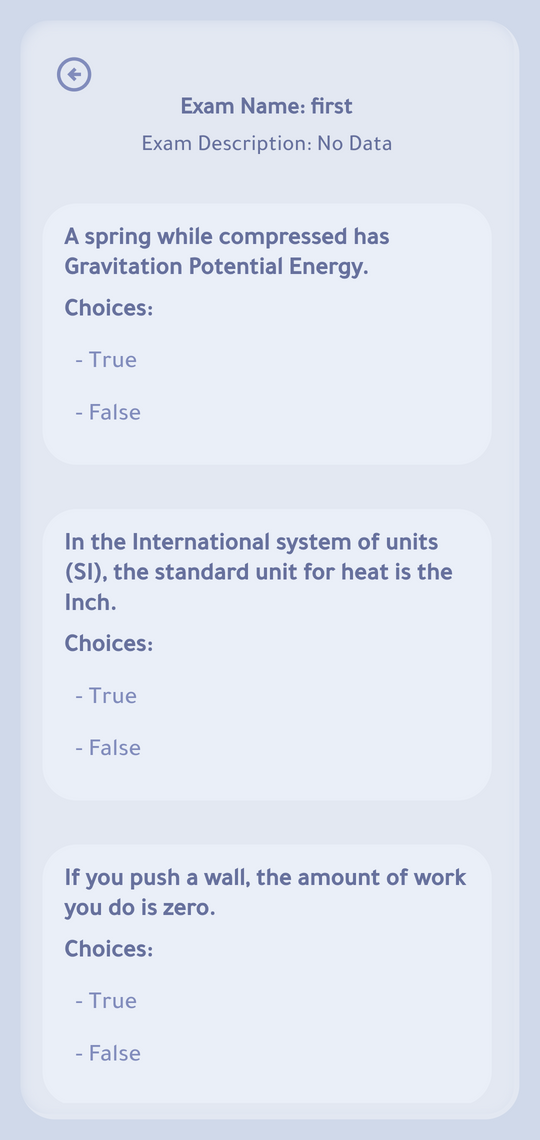 Exam Name: first
Exam Description: No Data
A spring while compressed has
Gravitation Potential Energy.
Choices:
- True
- False
In the International system of units
(SI), the standard unit for heat is the
Inch.
Choices:
- True
- False
If you push a wall, the amount of work
you do is zero.
Choices:
- True
- False